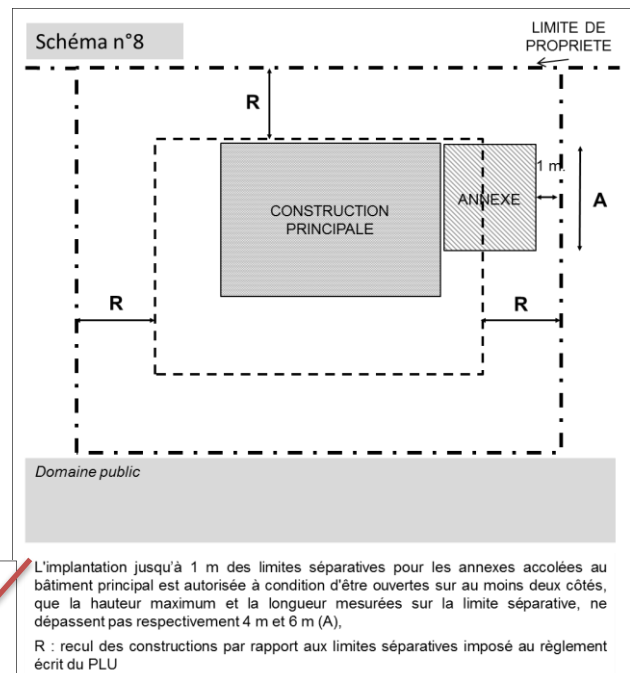 Schéma n°8
LIMITE DE
PROPRIETE
R
1 m.
ANNEXE
A
CONSTRUCTION
PRINCIPALE
R
R
Domaine public
L'implantation jusqu'à 1 m des limites séparatives pour les annexes accolées au
bâtiment principal est autorisée à condition d'être ouvertes sur au moins deux côtés,
que la hauteur maximum et la longueur mesurées sur la limite séparative, ne
dépassent pas respectivement 4 m et 6 m (A),
R : recul des constructions par rapport aux limites séparatives imposé au règlement
écrit du PLU